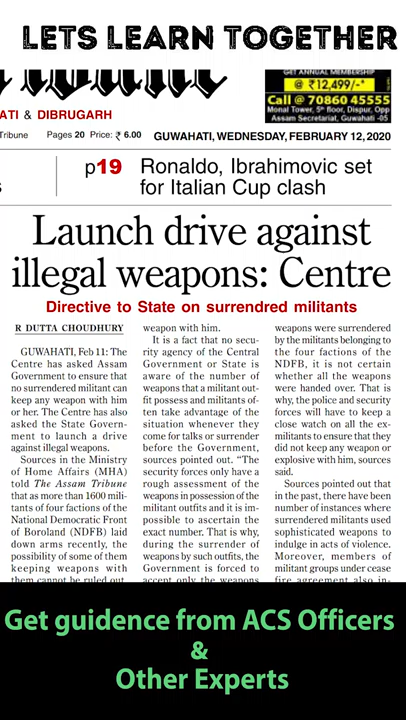 LETS LEARN TOGETHER
GET ANNUAL MEMBERSHIP
@ ₹12,499/-*
Call @ 70860 45555
Monal Tower, 5th floor, Dispur, Opp
Assam Secretariat, Guwahati -05
ATI & DIBRUGARH
Tribune Pages 20 Price: ₹ 6.00 GUWAHATI, WEDNESDAY, FEBRUARY 12, 2020
p19 Ronaldo, Ibrahimovic set
for Italian Cup clash
Launch drive against
illegal weapons: Centre
Directive to State on surrendred militants
R DUTTA CHOUDHURY
GUWAHATI, Feb 11: The
Centre has asked Assam
Government to ensure that
no surrendered militant can
keep any weapon with him
or her. The Centre has also
asked the State Govern-
ment to launch a drive
against illegal weapons.
Sources in the Ministry
of Home Affairs (MHA)
told The Assam Tribune
that as more than 1600 mili-
tants of four factions of the
National Democratic Front
of Boroland (NDFB) laid
down arms recently, the
possibility of some of them
keeping weapons with
them cannot be ruled out
weapon with him.
It is a fact that no secu-
rity agency of the Central
Government or State is
aware of the number of
weapons that a militant out-
fit possess and militants of-
ten take advantage of the
situation whenever they
come for talks or surrender
before the Government,
sources pointed out. “The
security forces only have a
rough assessment of the
weapons in possession of the
militant outfits and it is im-
possible to ascertain the
exact number. That is why,
during the surrender of
weapons by such outfits, the
Government is forced to
accept only the weapons
weapons were surrendered
by the militants belonging to
the four factions of the
NDFB, it is not certain
whether all the weapons
were handed over. That is
why, the police and security
forces will have to keep a
close watch on all the ex-
militants to ensure that they
did not keep any weapon or
explosive with him, sources
said.
Sources pointed out that
in the past, there have been
number of instances where
surrendered militants used
sophisticated weapons to
indulge in acts of violence.
Moreover, members of
militant groups under cease
fire agreement also in-
Get guidence from ACS Officers
&
Other Experts